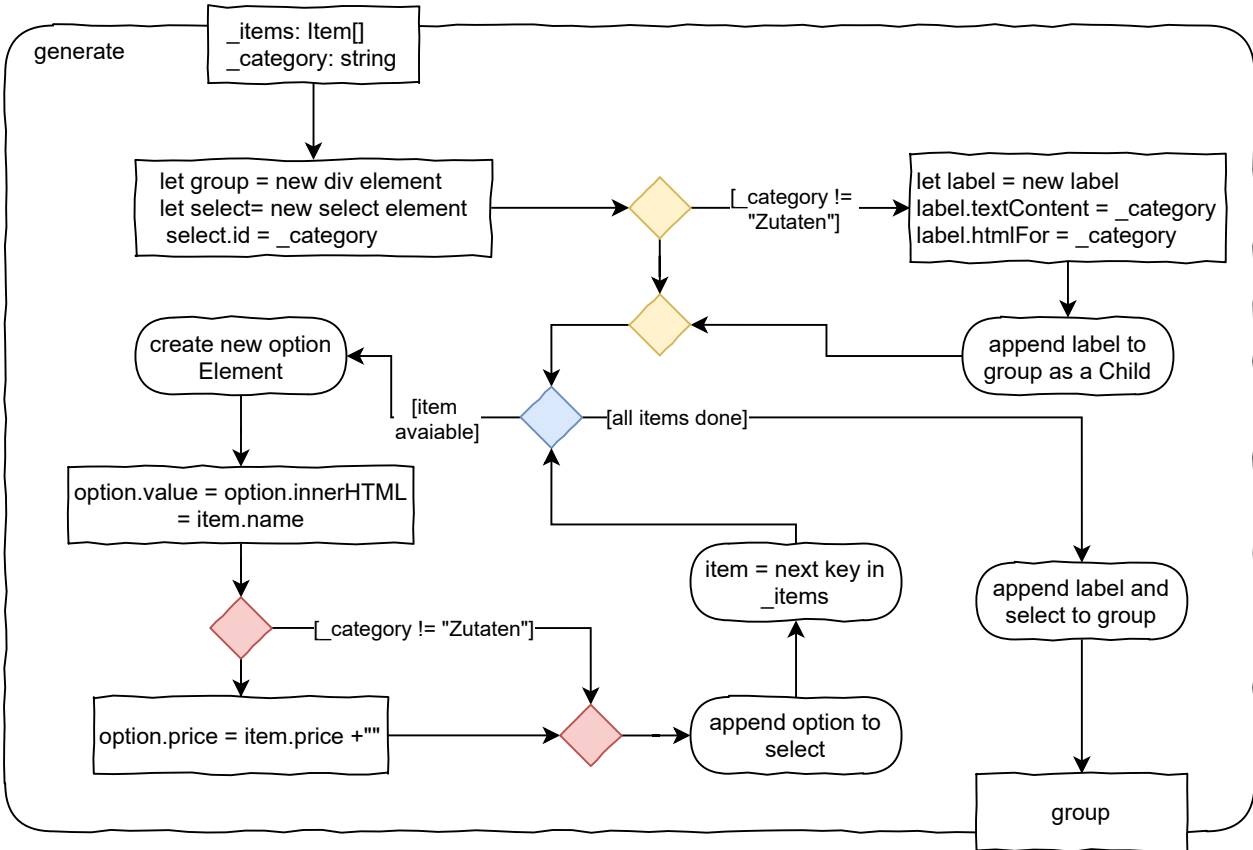 generate
_items: Item[]
_category: string
let group = new div element
let select= new select element
select.id = _category
[_category !=
"Zutaten"]
let label = new label
label.textContent = _category
label.htmlFor = _category
append label to
group as a Child
create new option
Element
[item
avaiable]
[all items done]
option.value = option.innerHTML
= item.name
item = next key in
_items
append label and
select to group
[_category != "Zutaten"]
option.price = item.price +""
append option to
select
group